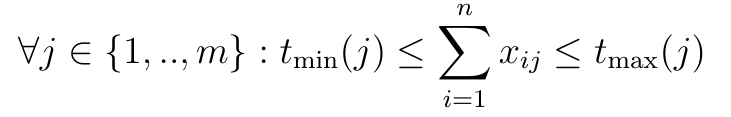 ∀j ∈ {1, .., m} : t_min(j) ≤ ∑_{i=1}^{n} x_{ij} ≤ t_max(j)